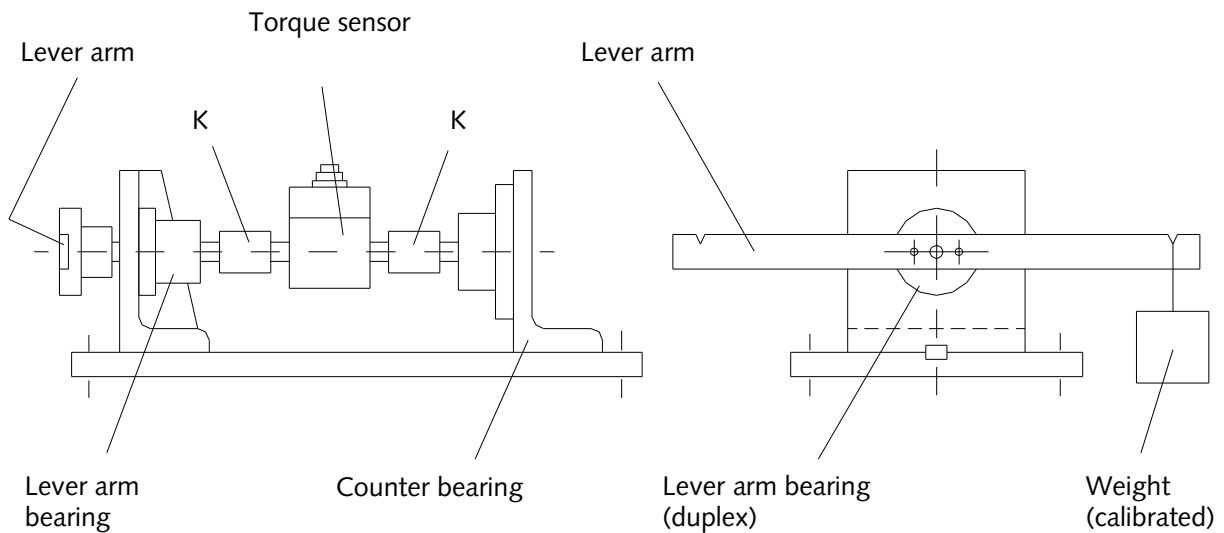 Torque sensor
Lever arm
Lever arm
K
K
Lever arm
bearing
Counter bearing
Lever arm bearing
(duplex)
Weight
(calibrated)